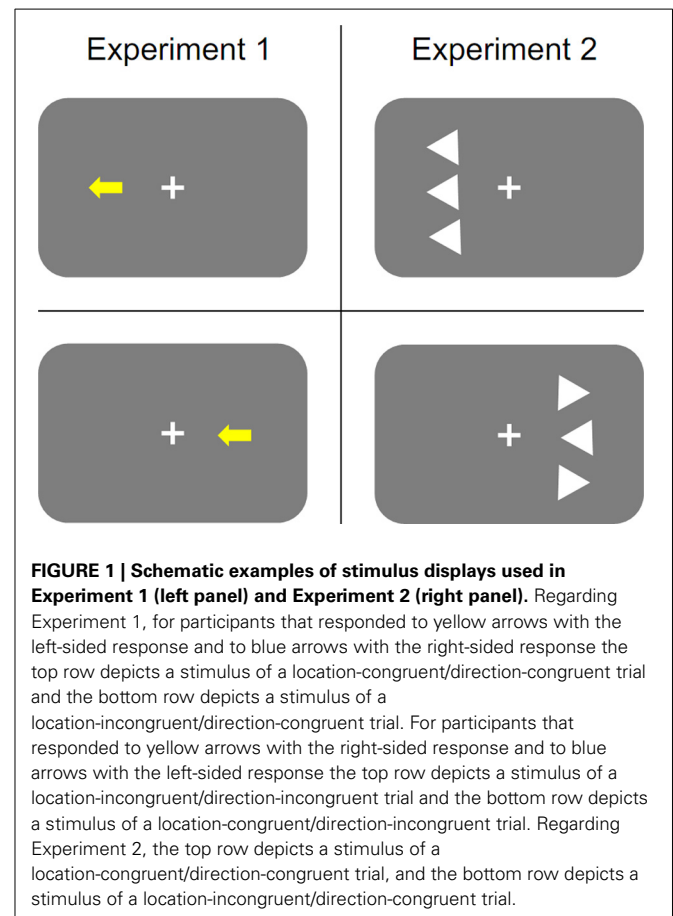 Experiment 1
Experiment 2
FIGURE 1 | Schematic examples of stimulus displays used in
Experiment 1 (left panel) and Experiment 2 (right panel). Regarding
Experiment 1, for participants that responded to yellow arrows with the
left-sided response and to blue arrows with the right-sided response the
top row depicts a stimulus of a location-congruent/direction-congruent trial
and the bottom row depicts a stimulus of a
location-incongruent/direction-congruent trial. For participants that
responded to yellow arrows with the right-sided response and to blue
arrows with the left-sided response the top row depicts a stimulus of a
location-incongruent/direction-incongruent trial and the bottom row depicts
a stimulus of a location-congruent/direction-incongruent trial. Regarding
Experiment 2, the top row depicts a stimulus of a
location-congruent/direction-congruent trial, and the bottom row depicts a
stimulus of a location-incongruent/direction-congruent trial.